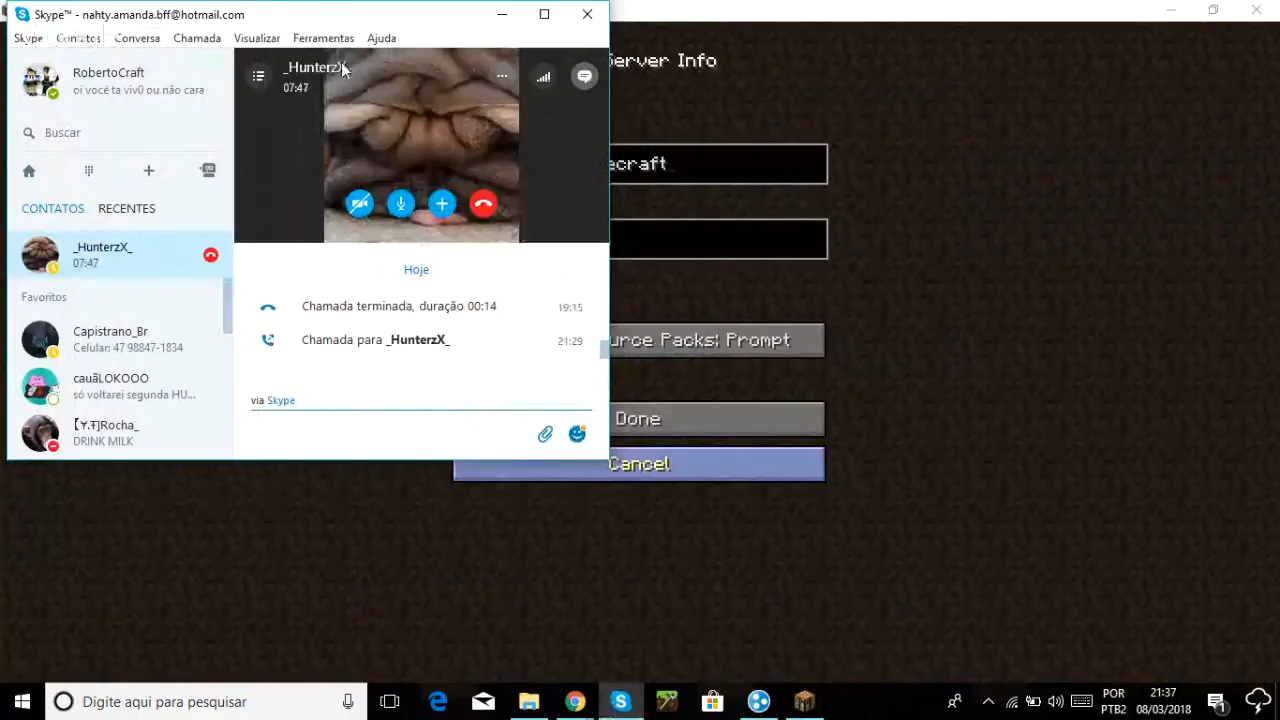 Skype™ - nahty.amanda.bff@hotmail.com
Skype Contatos Conversa Chamada Visualizar Ferramentas Ajuda
RobertoCraft
oi você ta viv0 ou não cara
Buscar
CONTATOS RECENTES
_HunterzX_
07:47
Favoritos
Capistrano_Br
Celular: 47 98847-1834
cauãLOKOOO
só voltarei segunda HU...
Rocha_
DRINK MILK
_HunterzX
07:47
Hoje
Chamada terminada, duração 00:14 19:15
Chamada para _HunterzX_ 21:29
via Skype
erver Info
ecraft
urce Packs: Prompt
Done
Cancel
Digite aqui para pesquisar
POR
PTB2
21:37
08/03/2018
1